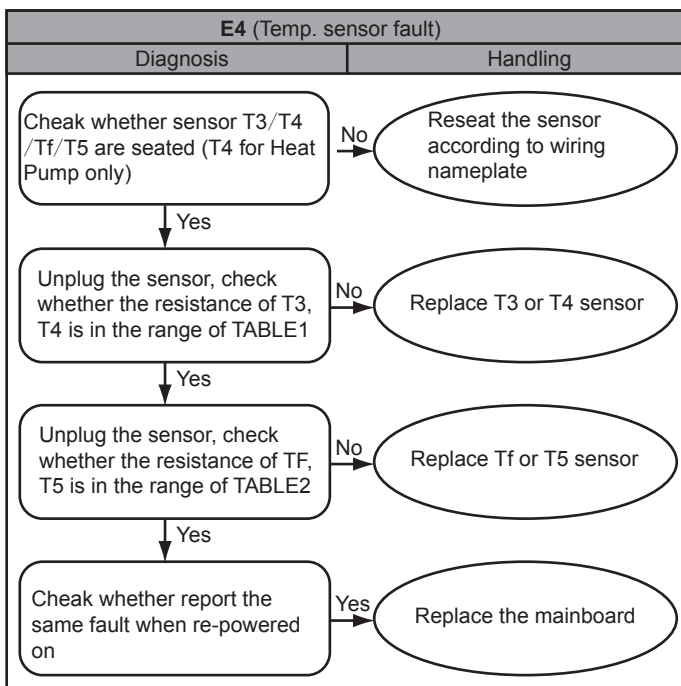 E4 (Temp. sensor fault)
Diagnosis
Handling
Cheak whether sensor T3/T4
/Tf/T5 are seated (T4 for Heat
Pump only)
No
Reseat the sensor
according to wiring
nameplate
Yes
Unplug the sensor, check
whether the resistance of T3,
T4 is in the range of TABLE1
No
Replace T3 or T4 sensor
Yes
Unplug the sensor, check
whether the resistance of TF,
T5 is in the range of TABLE2
No
Replace Tf or T5 sensor
Yes
Cheak whether report the
same fault when re-powered
on
Yes
Replace the mainboard